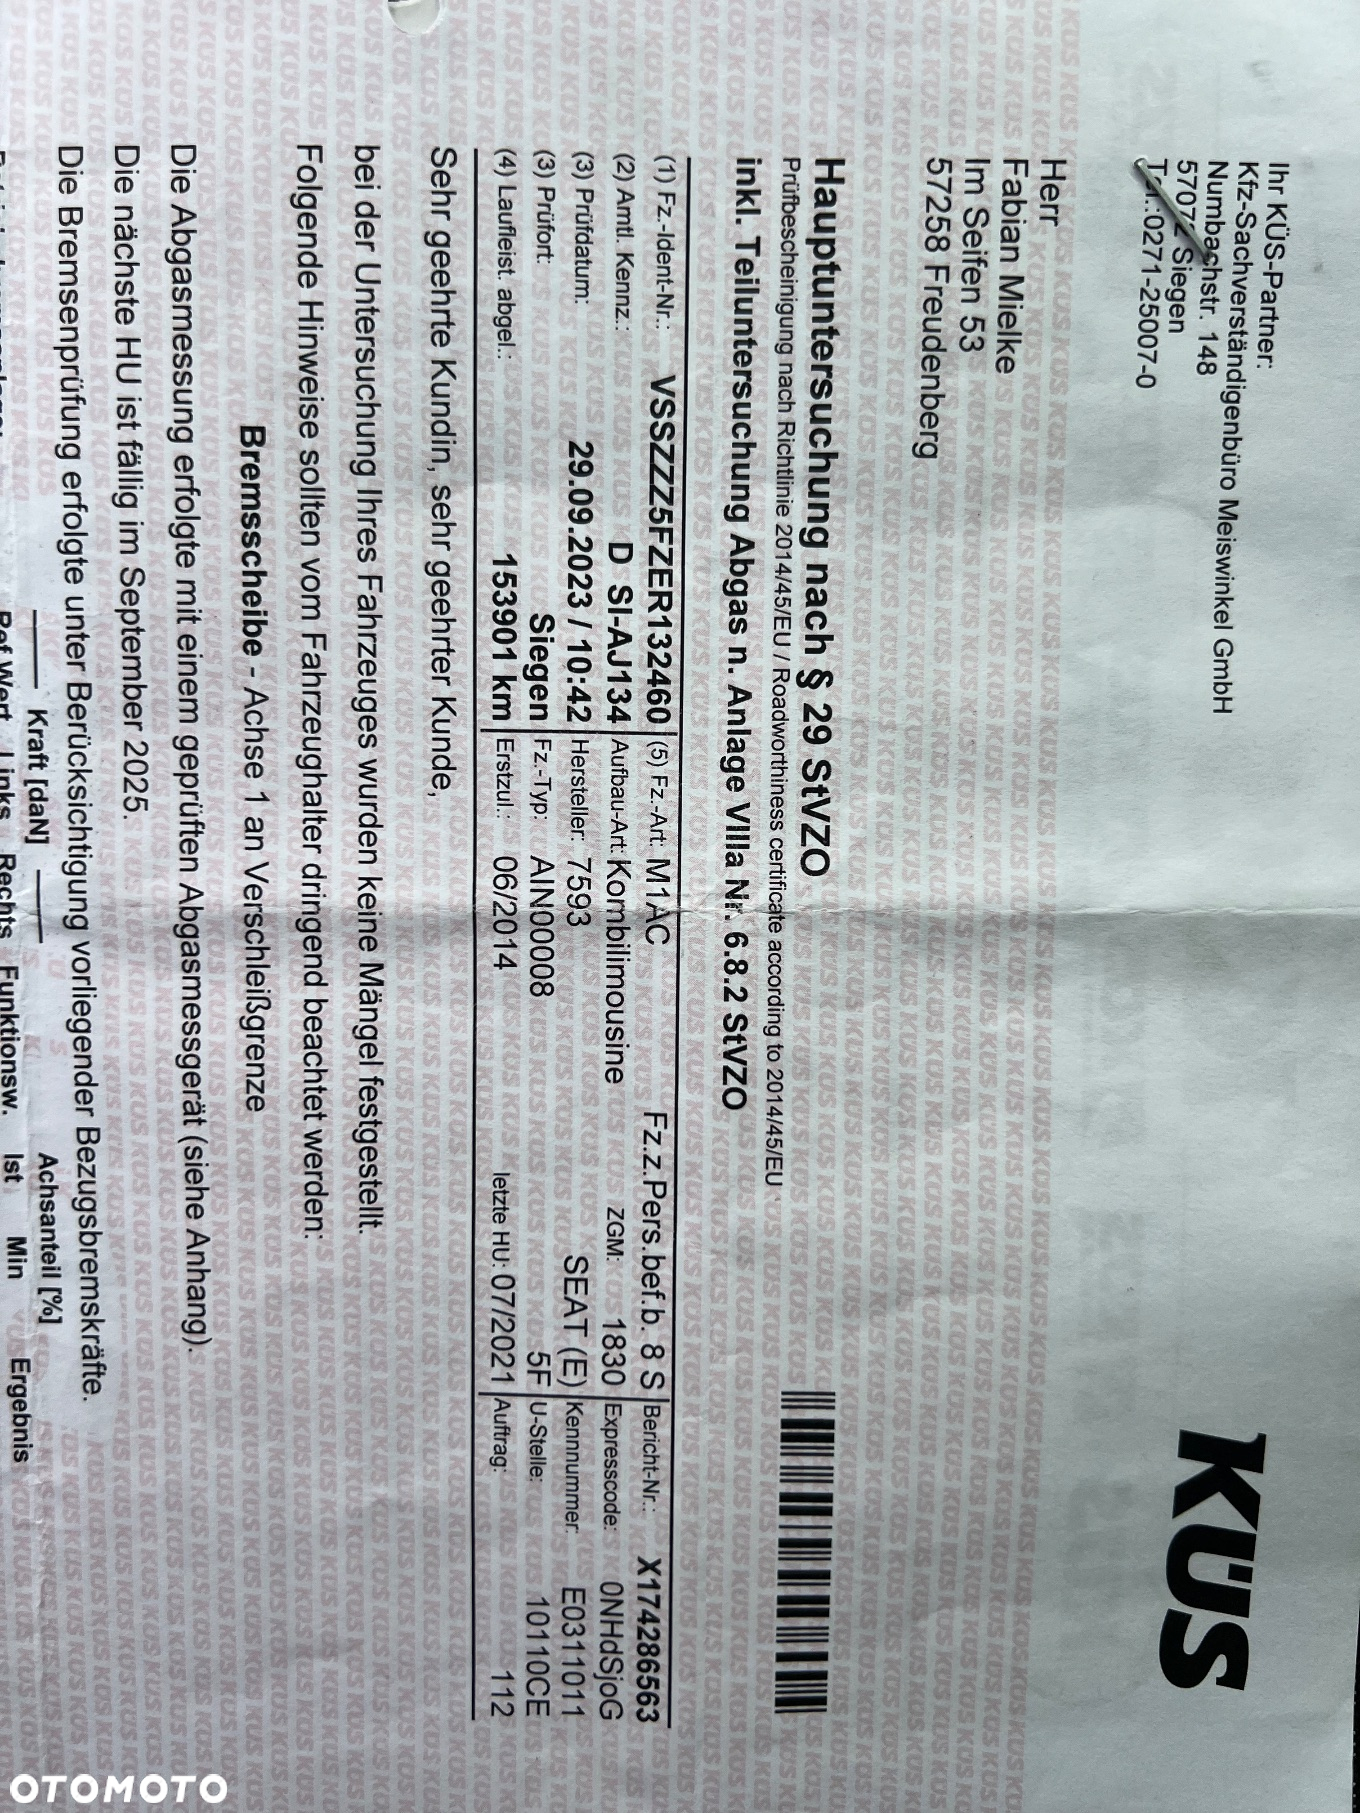 Ihr KÜS-Partner:
Kfz-Sachverständigenbüro Meiswinkel GmbH
Numbachstr. 148
57072 Siegen
0271-25007-0
KÜS
Herr
Fabian Mielke
Im Seifen 53
57258 Freudenberg
Hauptuntersuchung nach § 29 StVZO
Prüfbescheinigung nach Richtlinie 2014/45/EU / Roadworthiness certificate according to 2014/45/EU
inkl. Teiluntersuchung Abgas n. Anlage VIIIa Nr. 6.8.2 StVZO
(1) Fz.-Ident-Nr.: VSSZZZ5FZER132460 (5) Fz.-Art: M1AC Fz.z.Pers.bef.b. 8 S Bericht-Nr.: X174286563
(2) Amtl. Kennz.: D SI-AJ134 Aufbau-Art: Kombilimousine ZGM: 1830 Expresscode: 0NHdSjoG
(3) Prüfdatum: 29.09.2023 / 10:42 Hersteller: 7593 SEAT (E) Kennnummer: E0311011
(3) Prüfort: Siegen Fz.-Typ: AIN00008 5F U-Stelle: 10110CE
(4) Laufleist. abgel.: 153901 km Erstzul.: 06/2014 letzte HU: 07/2021 Auftrag: 112
Sehr geehrte Kundin, sehr geehrter Kunde,
bei der Untersuchung Ihres Fahrzeuges wurden keine Mängel festgestellt.
Folgende Hinweise sollten vom Fahrzeughalter dringend beachtet werden:
Bremsscheibe - Achse 1 an Verschleißgrenze
Die Abgasmessung erfolgte mit einem geprüften Abgasmessgerät (siehe Anhang).
Die nächste HU ist fällig im September 2025.
Die Bremsenprüfung erfolgte unter Berücksichtigung vorliegender Bezugsbremskräfte.
Kraft [daN] Achsanteil [%]
Ref.Wert Links Rechts Funktionsw. Ist Min Ergebnis
OTOMOTO